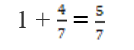 1 + 4/7 = 5/7